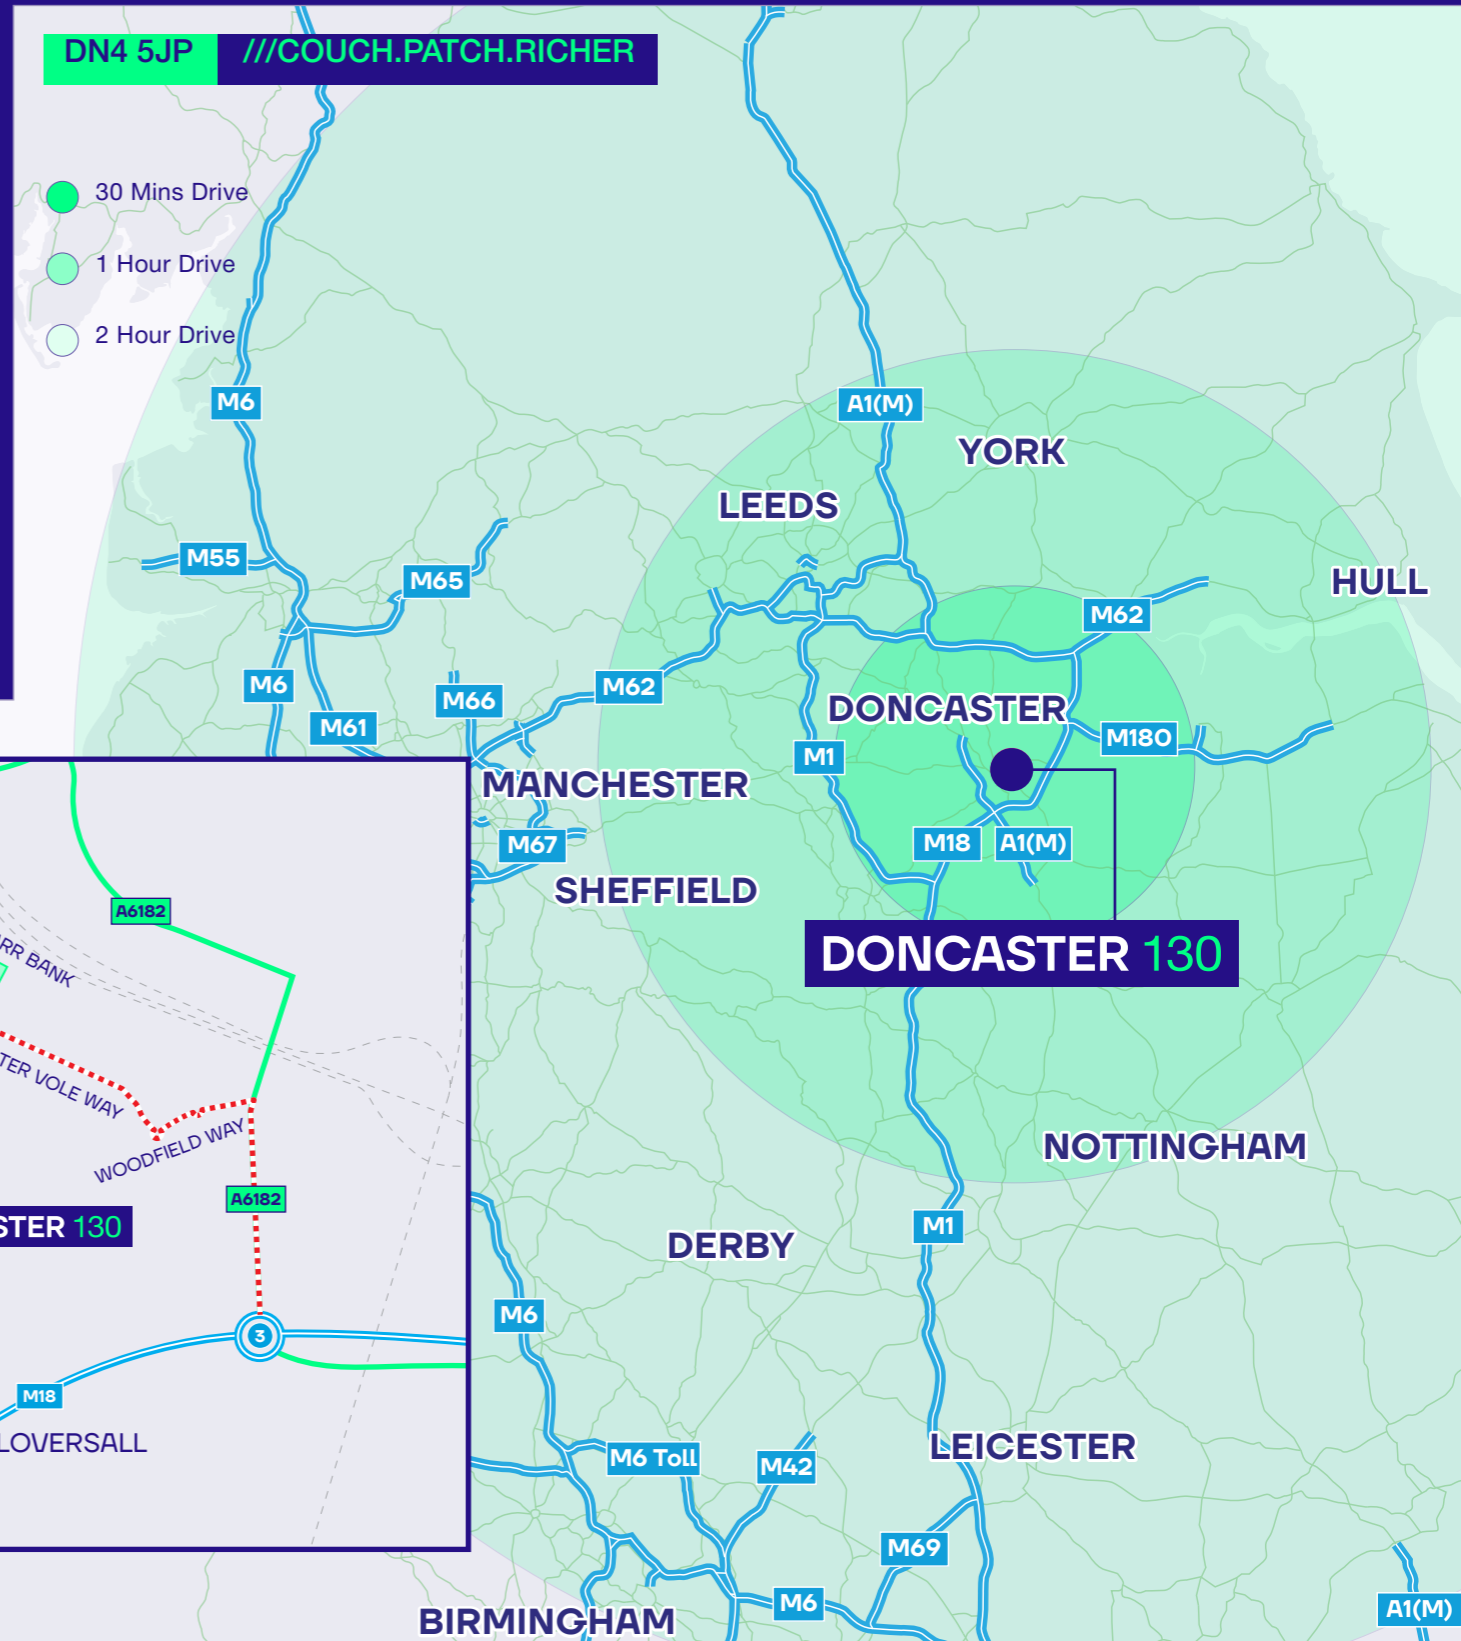 DN4 5JP ///COUCH.PATCH.RICHER
30 Mins Drive
1 Hour Drive
2 Hour Drive
M6
A1(M)
YORK
LEEDS
M55
M65
HULL
M62
M6
M66
M62
M61
DONCASTER
M180
M1
MANCHESTER
M67
M18
A1(M)
SHEFFIELD
DONCASTER 130
A6182
RR BANK
TER VOLE WAY
WOODFIELD WAY
A6182
STER 130
3
M18
LOVERSALL
NOTTINGHAM
M1
DERBY
M6
LEICESTER
M6 Toll
M42
M69
M6
A1(M)
BIRMINGHAM